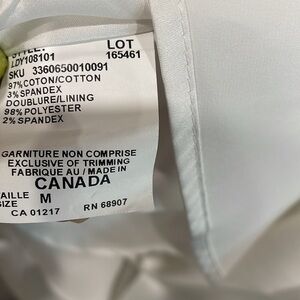 STYLE: LOT
LDY108101 165461
SKU 3360650010091
97%COTON/COTTON
3%SPANDEX
DOUBLURE/LINING
98%POLYESTER
2%SPANDEX
GARNITURE NON COMPRISE
EXCLUSIVE OF TRIMMING
FABRIQUE AU / MADE IN
CANADA
TAILLE M
SIZE
CA 01217 RN 68907